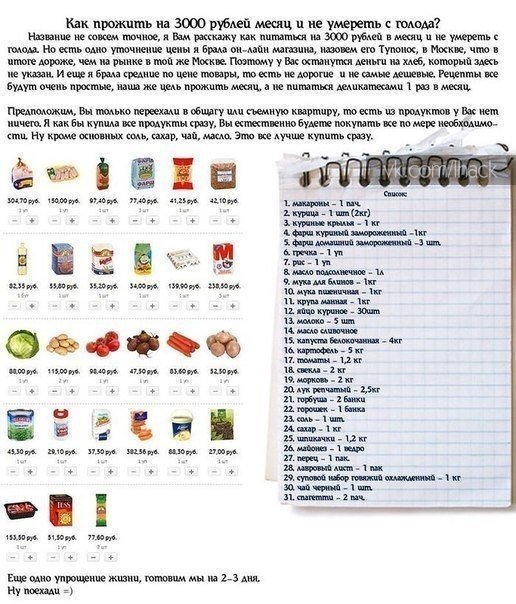 Как прожить на 3000 рублей месяц и не умереть с голода?
Название не совсем точное, я Вам расскажу как питаться на 3000 рублей в месяц и не умереть с
голода. Но есть одно уточнение цены я брала он-лайн магазина, назовем его Тупонос, в Москве, что в
итоге дороже, чем на рынке в той же Москве. Поэтому у Вас останутся деньги на хлеб, который здесь
не указан. И еще я брала средние по цене товары, то есть не дорогие и не самые дешевые. Рецепты все
будут очень простые, наша же цель прожить месяц, а не питаться деликатесами 1 раз в месяц.
Предположим, Вы только переехали в общагу или съемную квартиру, то есть из продуктов у Вас нет
ничего. Я как бы купила все продукты сразу, Вы естественно будете покупать все по мере необходимо-
сти. Ну кроме основных соль, сахар, чай, масло. Это все лучше купить сразу.
304,70 руб. 150,00 руб. 97,40 руб. 77,40 руб. 41,25 руб. 42,10 руб.
82,35 руб. 55,80 руб. 35,20 руб. 34,00 руб. 139,90 руб. 238,50 руб.
88,00 руб. 115,00 руб. 98,40 руб. 47,50 руб. 83,60 руб. 52,50 руб.
45,30 руб. 29,10 руб. 37,50 руб. 382,56 руб. 88,30 руб. 27,00 руб.
153,50 руб. 51,50 руб. 77,60 руб.
vk.com/lhack
Список:
1. макароны - 1 пач.
2. курица - 1 шт (2кг)
3. куриные крылья - 1 кг
4. фарш куриный замороженный -1кг
5. фарш домашний замороженный -3 шт.
6. гречка - 1 уп
7. рис - 1 уп
8. масло подсолнечное - 1л
9. мука для блинов - 1кг
10. мука пшеничная - 1кг
11. крупа манная - 1кг
12. яйцо куриное - 30шт
13. молоко - 5 шт
14. масло сливочное
15. капуста белокочанная - 4кг
16. картофель - 5 кг
17. томаты - 1,2 кг
18. свекла - 2 кг
19. морковь - 2 кг
20. лук репчатый - 2,5кг
21. горбуша - 2 банки
22. горошек - 1 банка
23. соль - 1 шт.
24. сахар - 1 кг
25. шпикачки - 1,2 кг
26. майонез - 1 ведро
27. перец - 1 пак.
28. лавровый лист - 1 пак
29. суповой набор говяжий охлажденный - 1 кг
30. чай черный - 1 шт.
31. спагетти - 2 пач.
Еще одно упрощение жизни, готовим мы на 2-3 дня.
Ну поехали =)